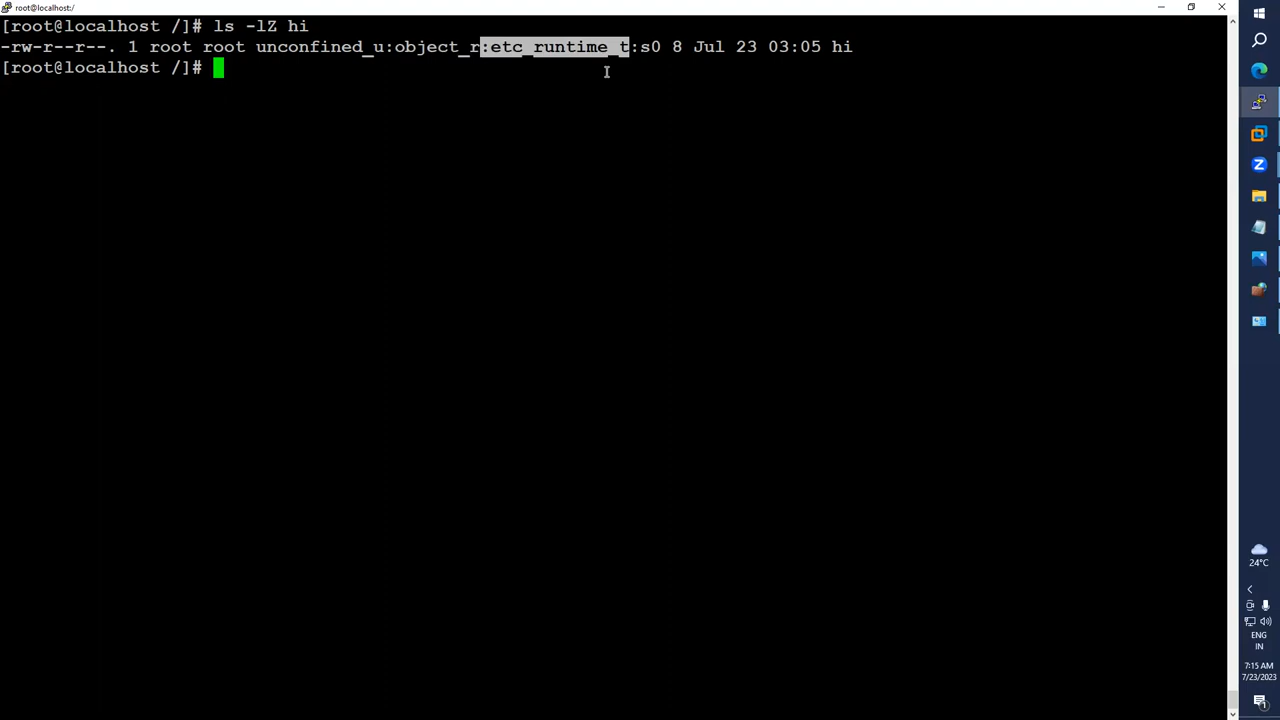 root@localhost:/
[root@localhost /]# ls -lZ hi
-rw-r--r--. 1 root root unconfined_u:object_r:etc_runtime_t:s0 8 Jul 23 03:05 hi
[root@localhost /]#
Z
24°C
ENG
IN
7:15 AM
7/23/2023
1